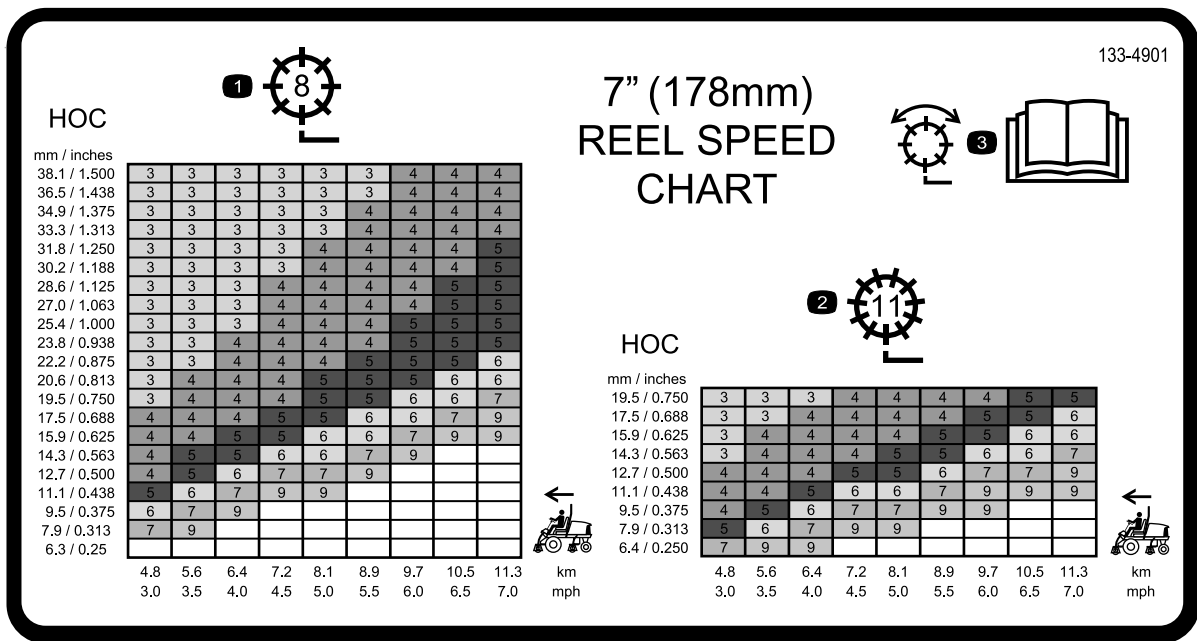 133-4901
7” (178mm)
REEL SPEED
CHART
1
8
3
HOC
mm / inches
38.1 / 1.500 3 3 3 3 3 3 4 4 4
36.5 / 1.438 3 3 3 3 3 3 4 4 4
34.9 / 1.375 3 3 3 3 3 4 4 4 4
33.3 / 1.313 3 3 3 3 3 4 4 4 4
31.8 / 1.250 3 3 3 3 4 4 4 4 5
30.2 / 1.188 3 3 3 3 4 4 4 4 5
28.6 / 1.125 3 3 3 4 4 4 4 5 5
27.0 / 1.063 3 3 3 4 4 4 4 5 5
25.4 / 1.000 3 3 3 4 4 4 5 5 5
23.8 / 0.938 3 3 4 4 4 4 5 5 5
22.2 / 0.875 3 3 4 4 4 5 5 5 6
20.6 / 0.813 3 4 4 4 5 5 5 6 6
19.5 / 0.750 3 4 4 4 5 5 6 6 7
17.5 / 0.688 4 4 4 5 5 6 6 7 9
15.9 / 0.625 4 4 5 5 6 6 7 9 9
14.3 / 0.563 4 5 5 6 6 7 9
12.7 / 0.500 4 5 6 7 7 9
11.1 / 0.438 5 6 7 9 9
9.5 / 0.375 6 7 9
7.9 / 0.313 7 9
6.3 / 0.25
4.8 5.6 6.4 7.2 8.1 8.9 9.7 10.5 11.3 km
3.0 3.5 4.0 4.5 5.0 5.5 6.0 6.5 7.0 mph
2
11
HOC
mm / inches
19.5 / 0.750 3 3 3 4 4 4 4 5 5
17.5 / 0.688 3 3 4 4 4 4 5 5 6
15.9 / 0.625 3 4 4 4 4 5 5 6 6
14.3 / 0.563 3 4 4 4 5 5 6 6 7
12.7 / 0.500 4 4 4 5 5 6 7 7 9
11.1 / 0.438 4 4 5 6 6 7 9 9 9
9.5 / 0.375 4 5 6 7 7 9 9
7.9 / 0.313 5 6 7 9 9
6.4 / 0.250 7 9 9
4.8 5.6 6.4 7.2 8.1 8.9 9.7 10.5 11.3 km
3.0 3.5 4.0 4.5 5.0 5.5 6.0 6.5 7.0 mph